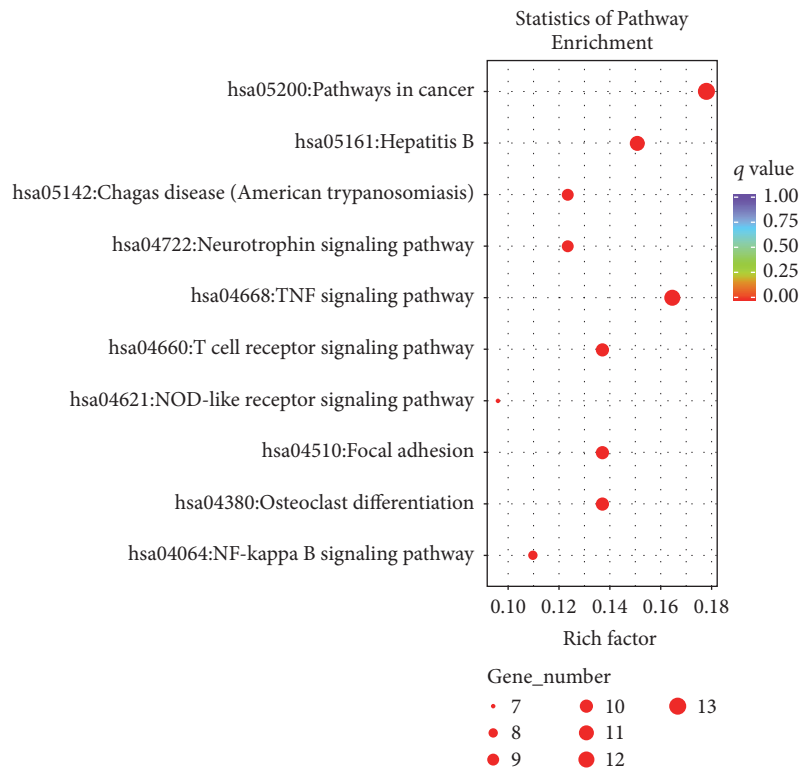 Statistics of Pathway
Enrichment
hsa05200:Pathways in cancer
hsa05161:Hepatitis B
hsa05142:Chagas disease (American trypanosomiasis)
hsa04722:Neurotrophin signaling pathway
hsa04668:TNF signaling pathway
hsa04660:T cell receptor signaling pathway
hsa04621:NOD-like receptor signaling pathway
hsa04510:Focal adhesion
hsa04380:Osteoclast differentiation
hsa04064:NF-kappa B signaling pathway
q value
1.00
0.75
0.50
0.25
0.00
0.10 0.12 0.14 0.16 0.18
Rich factor
Gene_number
7 10 13
8 11
9 12